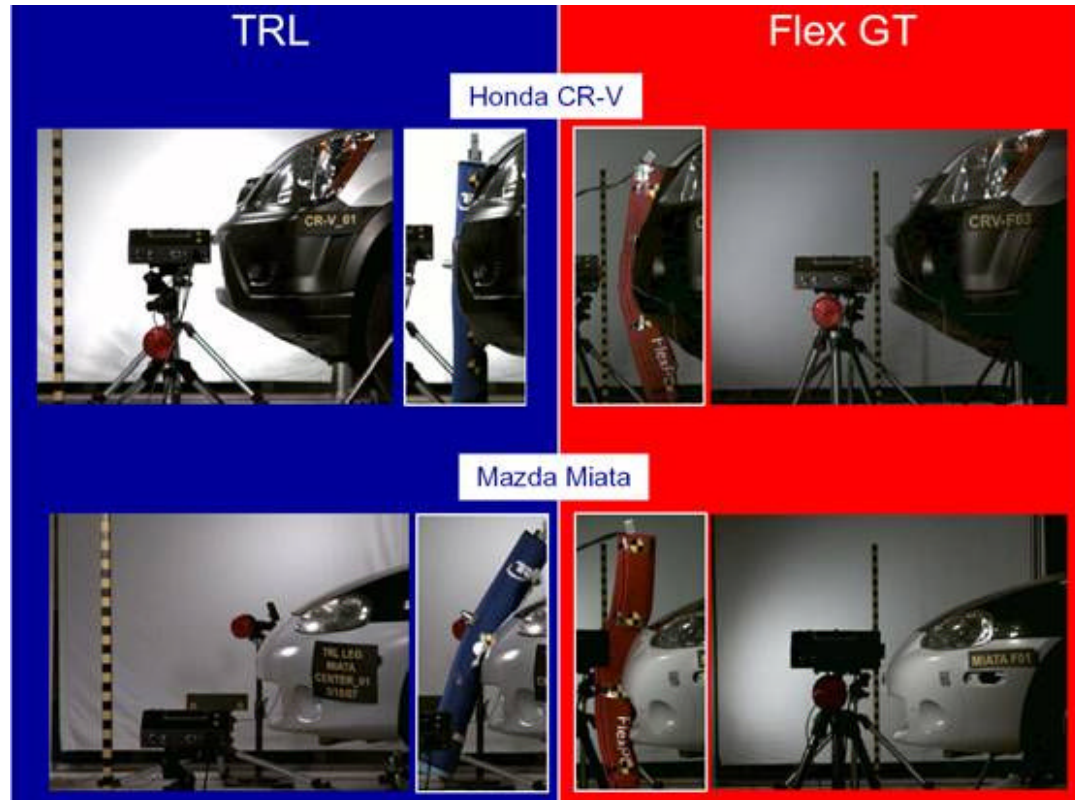 TRL
Flex GT
Honda CR-V
CR-V_01
CRV-F03
Mazda Miata
TRL LEG
MIATA
CENTER_01
MIATA F01